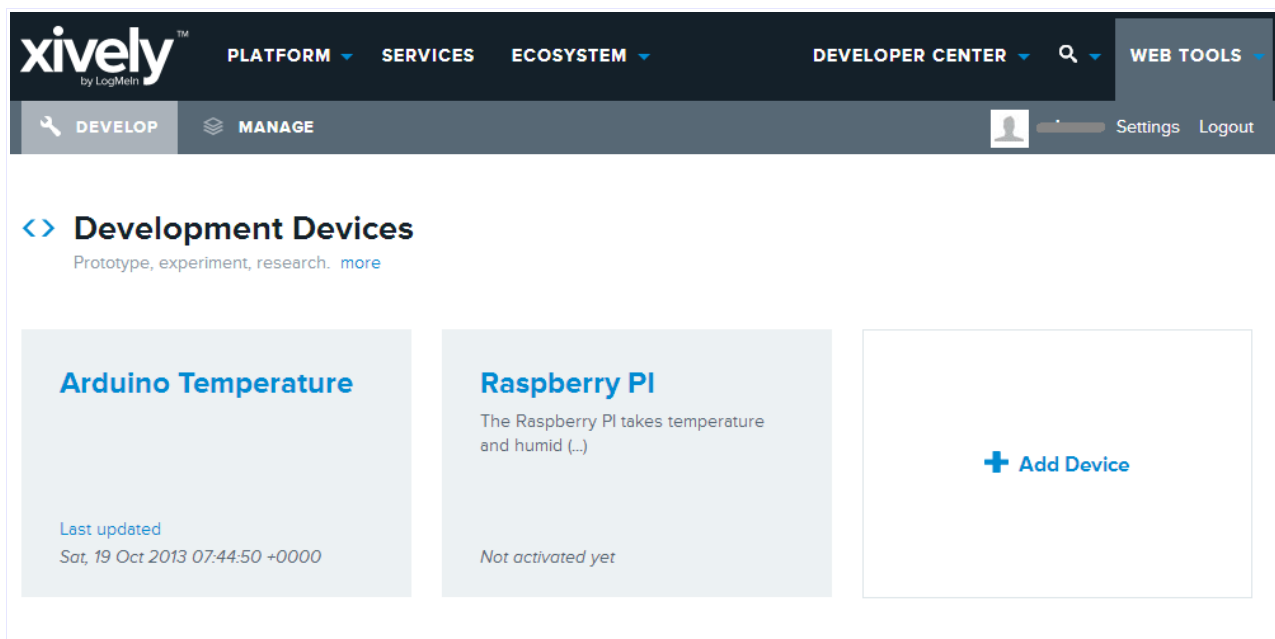 xively™
by LogMeIn
PLATFORM SERVICES ECOSYSTEM DEVELOPER CENTER WEB TOOLS
DEVELOP MANAGE Settings Logout
<> Development Devices
Prototype, experiment, research. more
Arduino Temperature
Last updated
Sat, 19 Oct 2013 07:44:50 +0000
Raspberry PI
The Raspberry PI takes temperature
and humid (...)
Not activated yet
+ Add Device